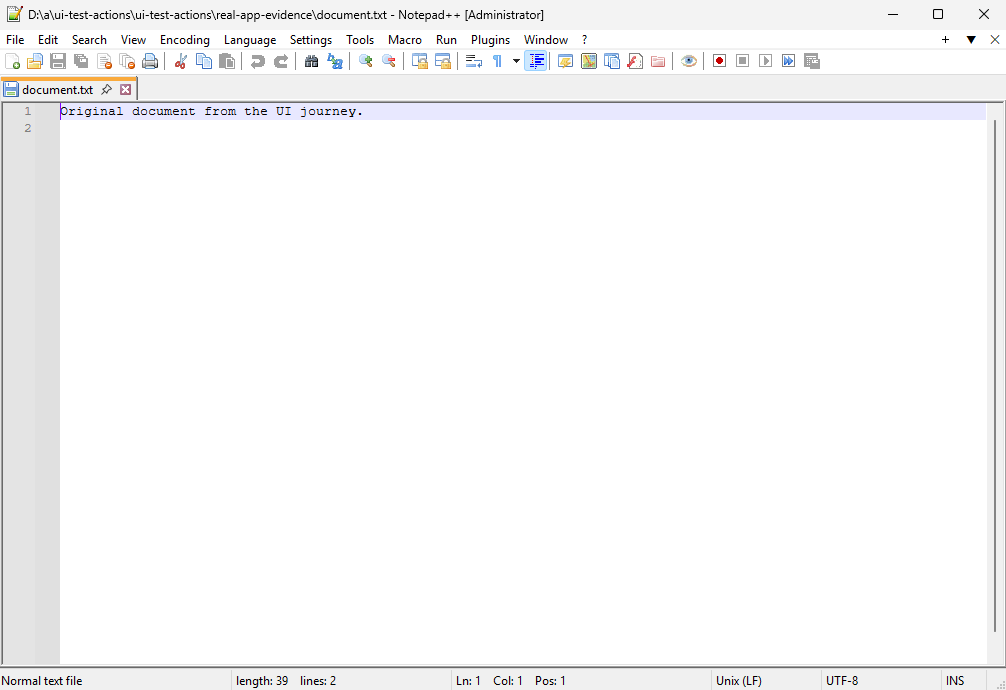 D:\a\ui-test-actions\ui-test-actions\real-app-evidence\document.txt - Notepad++ [Administrator]
File Edit Search View Encoding Language Settings Tools Macro Run Plugins Window ?
document.txt
1 Original document from the UI journey.
2
Normal text file length: 39 lines: 2 Ln: 1 Col: 1 Pos: 1 Unix (LF) UTF-8 INS